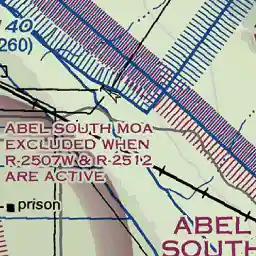 40
260)
ABEL SOUTH MOA
EXCLUDED WHEN
R-2507W & R-2512
ARE ACTIVE
prison
ABEL
SOUTH